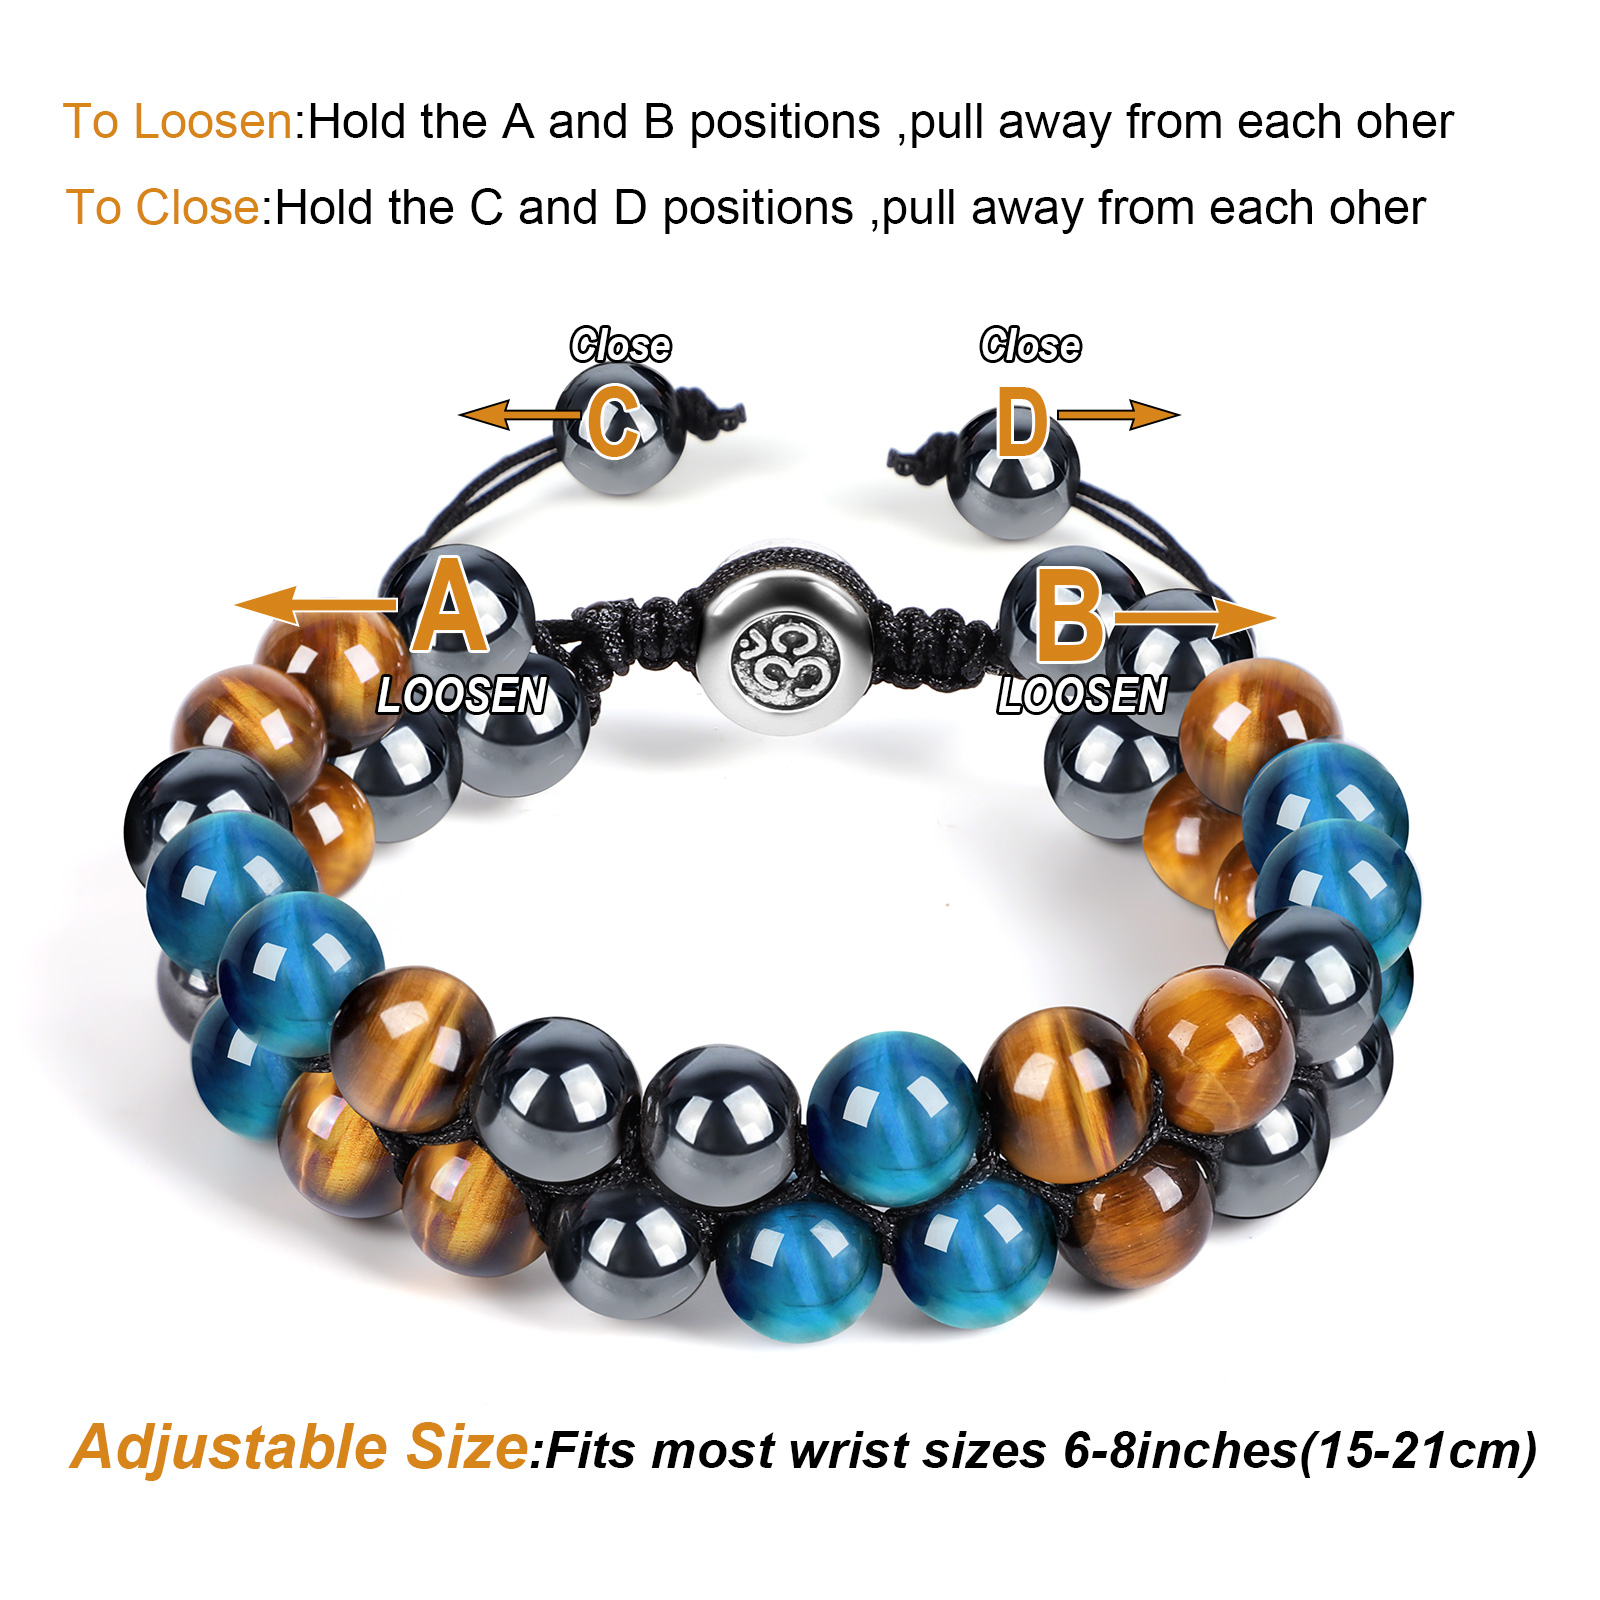 To Loosen:Hold the A and B positions ,pull away from each oher
To Close:Hold the C and D positions ,pull away from each oher
Close
Close
C
D
A
B
LOOSEN
LOOSEN
Adjustable Size:Fits most wrist sizes 6-8inches(15-21cm)